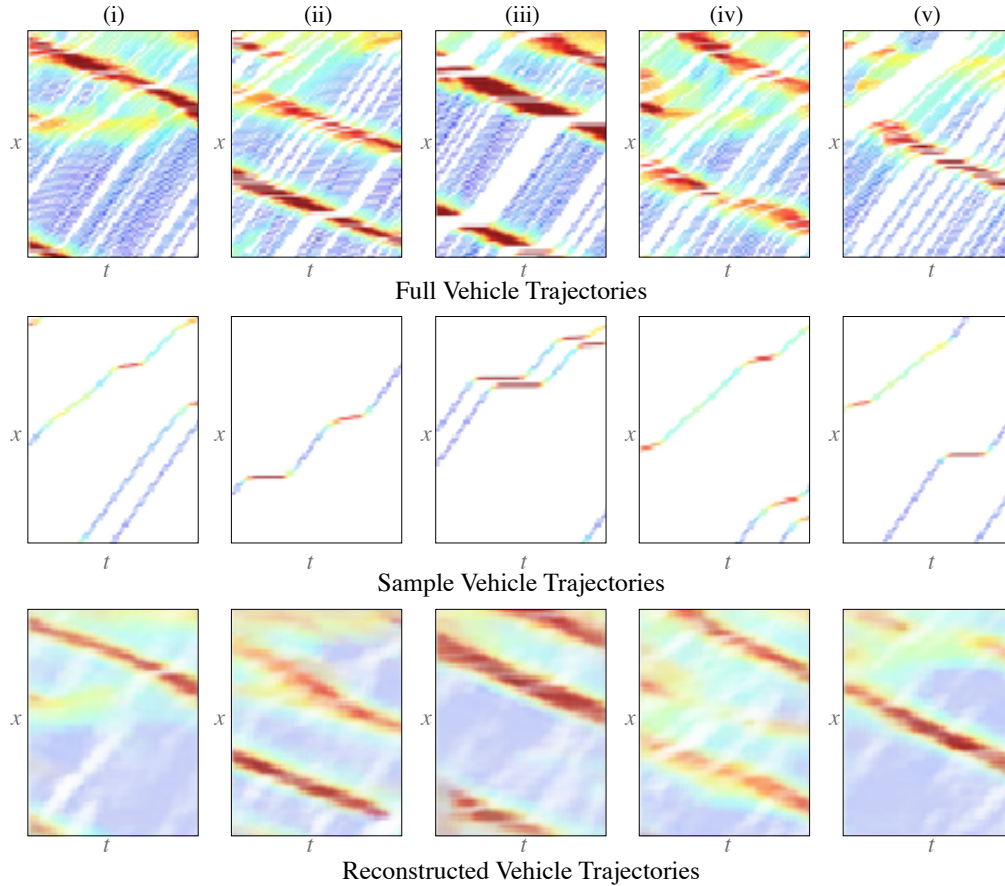 (i) (ii) (iii) (iv) (v)
x x x x x
t t t t t
Full Vehicle Trajectories
x x x x x
t t t t t
Sample Vehicle Trajectories
x x x x x
t t t t t
Reconstructed Vehicle Trajectories